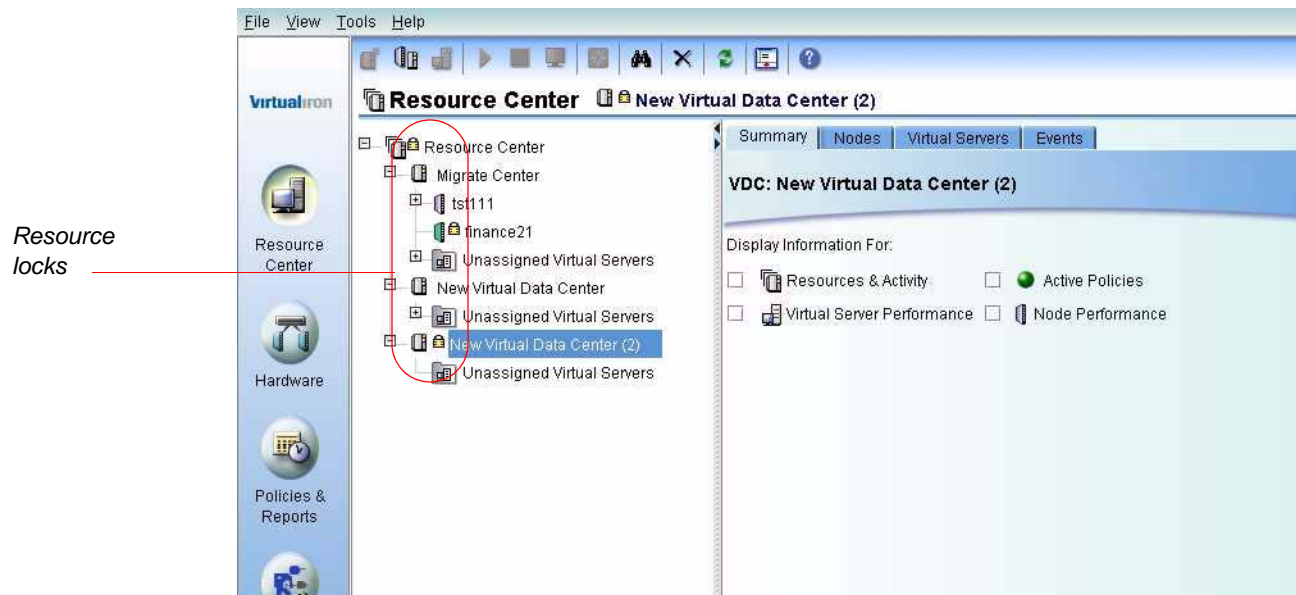 File View Tools Help
Virtualiron
Resource Center New Virtual Data Center (2)
Resource Center
Migrate Center
tst111
finance21
Unassigned Virtual Servers
New Virtual Data Center
Unassigned Virtual Servers
New Virtual Data Center (2)
Unassigned Virtual Servers
Summary Nodes Virtual Servers Events
VDC: New Virtual Data Center (2)
Display Information For:
Resources & Activity Active Policies
Virtual Server Performance Node Performance
Resource
Center
Hardware
Policies &
Reports
Resource
locks